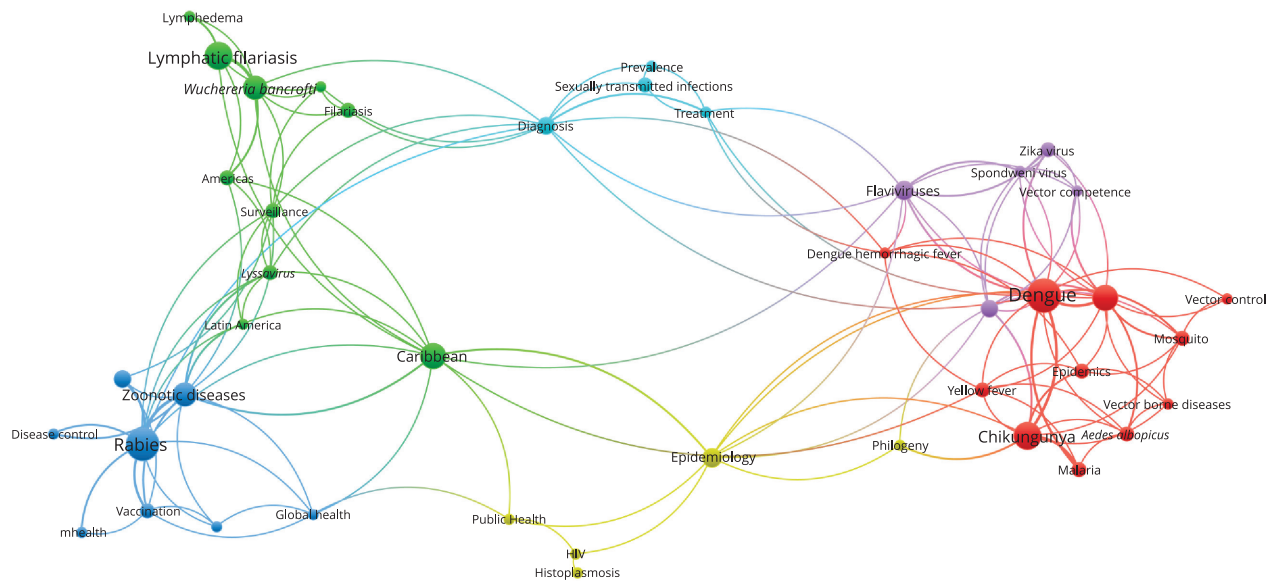 Lymphedema
Lymphatic filariasis
Wuchereria bancrofti
Filariasis
Americas
Surveillance
Lyssavirus
Latin America
Caribbean
Zoonotic diseases
Disease control
Rabies
Vaccination
mhealth
Global health
Prevalence
Sexually transmitted infections
Treatment
Diagnosis
Public Health
HIV
Histoplasmosis
Epidemiology
Philogeny
Zika virus
Spondweni virus
Flaviviruses
Vector competence
Dengue hemorrhagic fever
Dengue
Vector control
Mosquito
Epidemics
Yellow fever
Vector borne diseases
Chikungunya
Aedes albopicus
Malaria